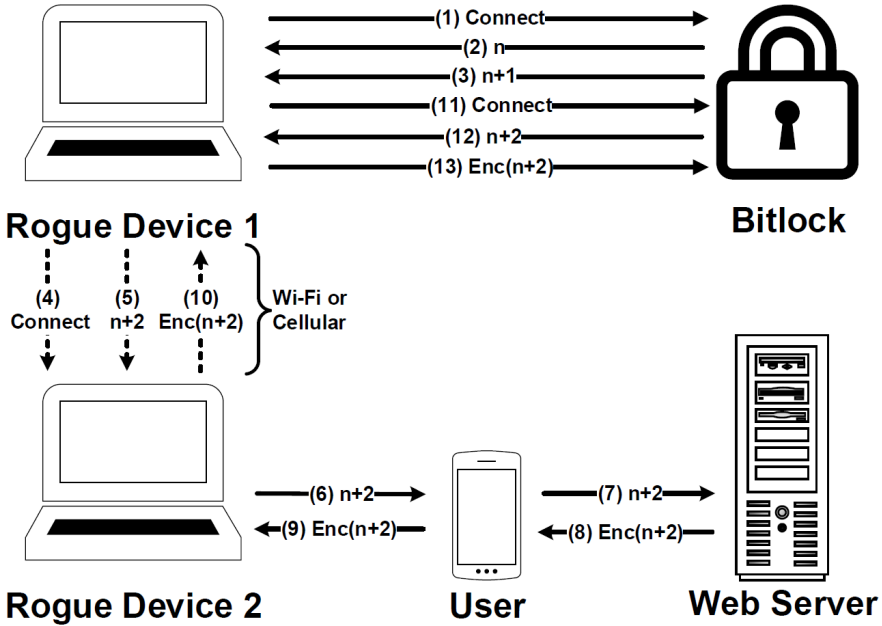 (1) Connect
(2) n
(3) n+1
(11) Connect
(12) n+2
(13) Enc(n+2)
Rogue Device 1
Bitlock
(4)
Connect
(5)
n+2
(10)
Enc(n+2)
Wi-Fi or
Cellular
(6) n+2
(9) Enc(n+2)
(7) n+2
(8) Enc(n+2)
Rogue Device 2
User
Web Server